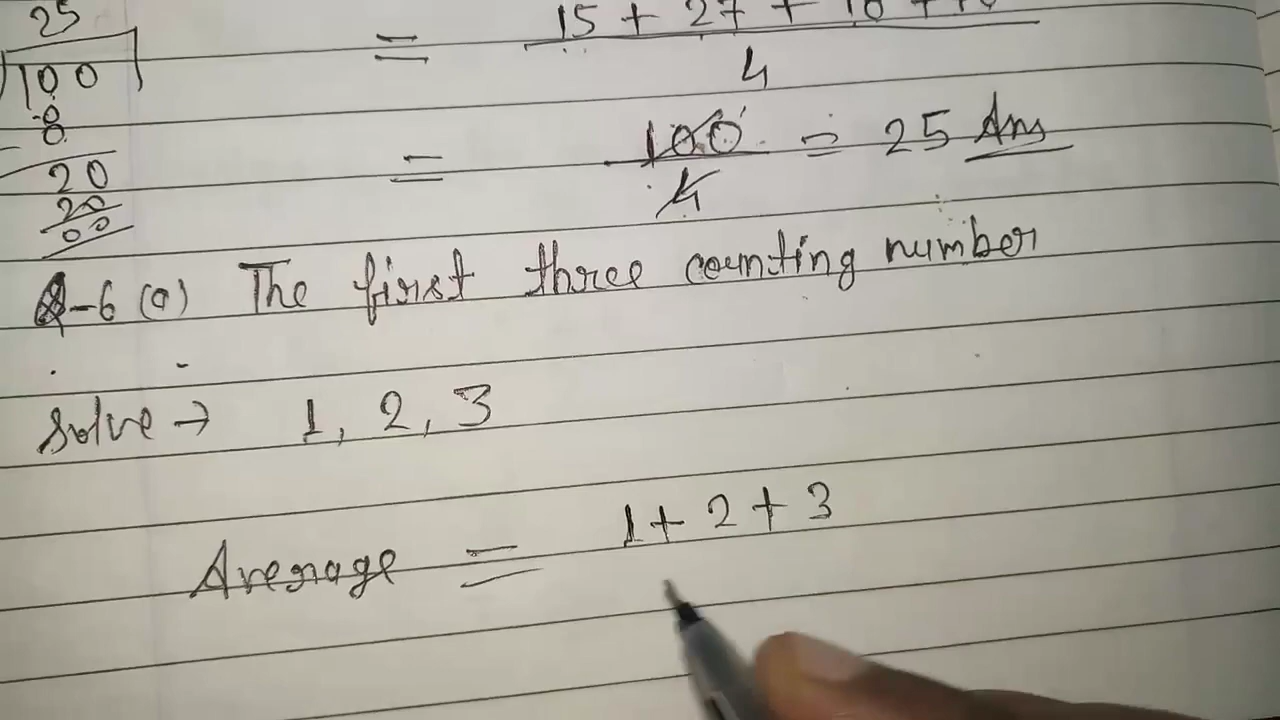 25
100
= 15 + 27 +
4
8
= 100 = 25 Ans
4
20
20
00
Q-6 (a) The first three counting number
Solve → 1, 2, 3
Average = 1 + 2 + 3